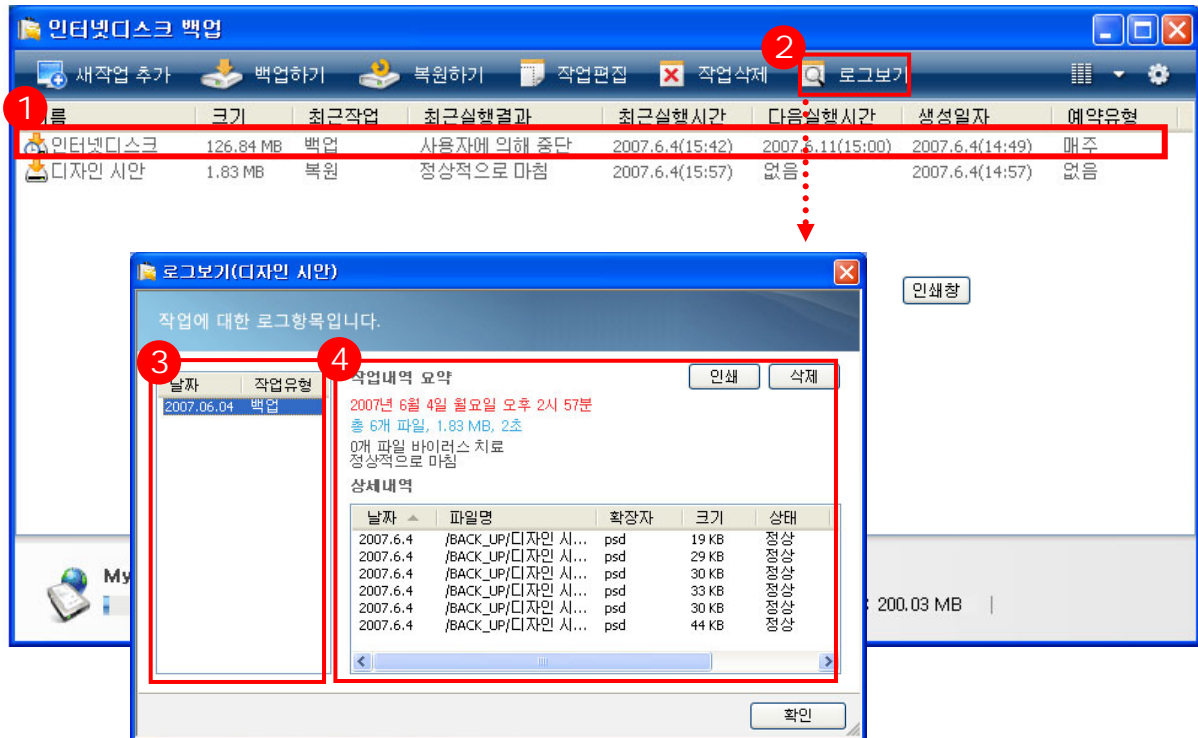 인터넷디스크 백업
새작업 추가 백업하기 복원하기 작업편집 작업삭제 로그보기
2
1
름 크기 최근작업 최근실행결과 최근실행시간 다음실행시간 생성일자 예약유형
인터넷디스크 126.84 MB 백업 사용자에 의해 중단 2007.6.4(15:42) 2007.6.11(15:00) 2007.6.4(14:49) 매주
디자인 시안 1.83 MB 복원 정상적으로 마침 2007.6.4(15:57) 없음 2007.6.4(14:57) 없음
로그보기(디자인 시안)
인쇄창
작업에 대한 로그항목입니다.
3
4
날짜 작업유형
2007.06.04 백업
작업내역 요약 인쇄 삭제
2007년 6월 4일 월요일 오후 2시 57분
총 6개 파일, 1.83 MB, 2초
0개 파일 바이러스 치료
정상적으로 마침
상세내역
날짜 파일명 확장자 크기 상태
2007.6.4 /BACK_UP/디자인 시... psd 19 KB 정상
2007.6.4 /BACK_UP/디자인 시... psd 29 KB 정상
2007.6.4 /BACK_UP/디자인 시... psd 30 KB 정상
2007.6.4 /BACK_UP/디자인 시... psd 33 KB 정상
2007.6.4 /BACK_UP/디자인 시... psd 30 KB 정상
2007.6.4 /BACK_UP/디자인 시... psd 44 KB 정상
My
: 200.03 MB |
확인